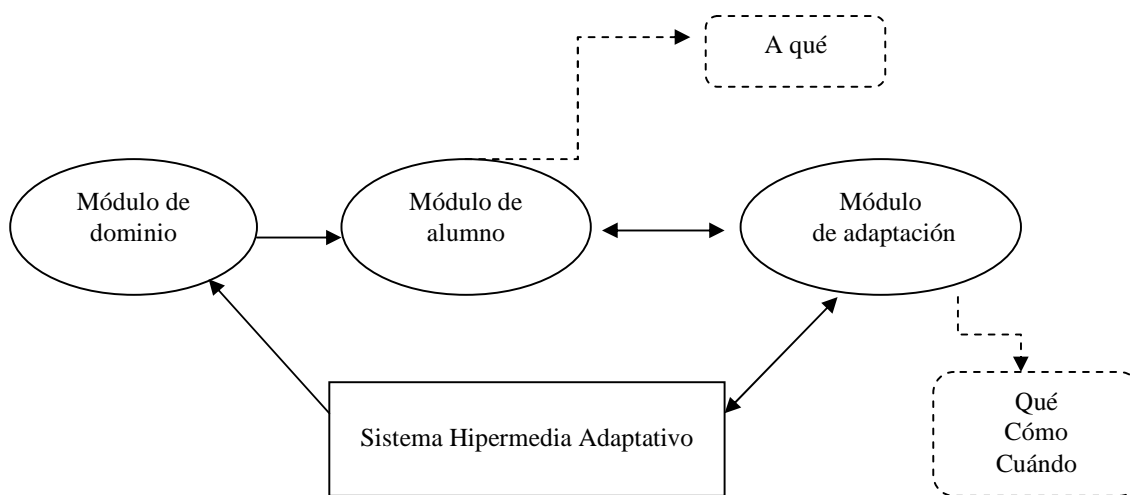 A qué
Módulo de
dominio
Módulo de
alumno
Módulo
de adaptación
Sistema Hipermedia Adaptativo
Qué
Cómo
Cuándo